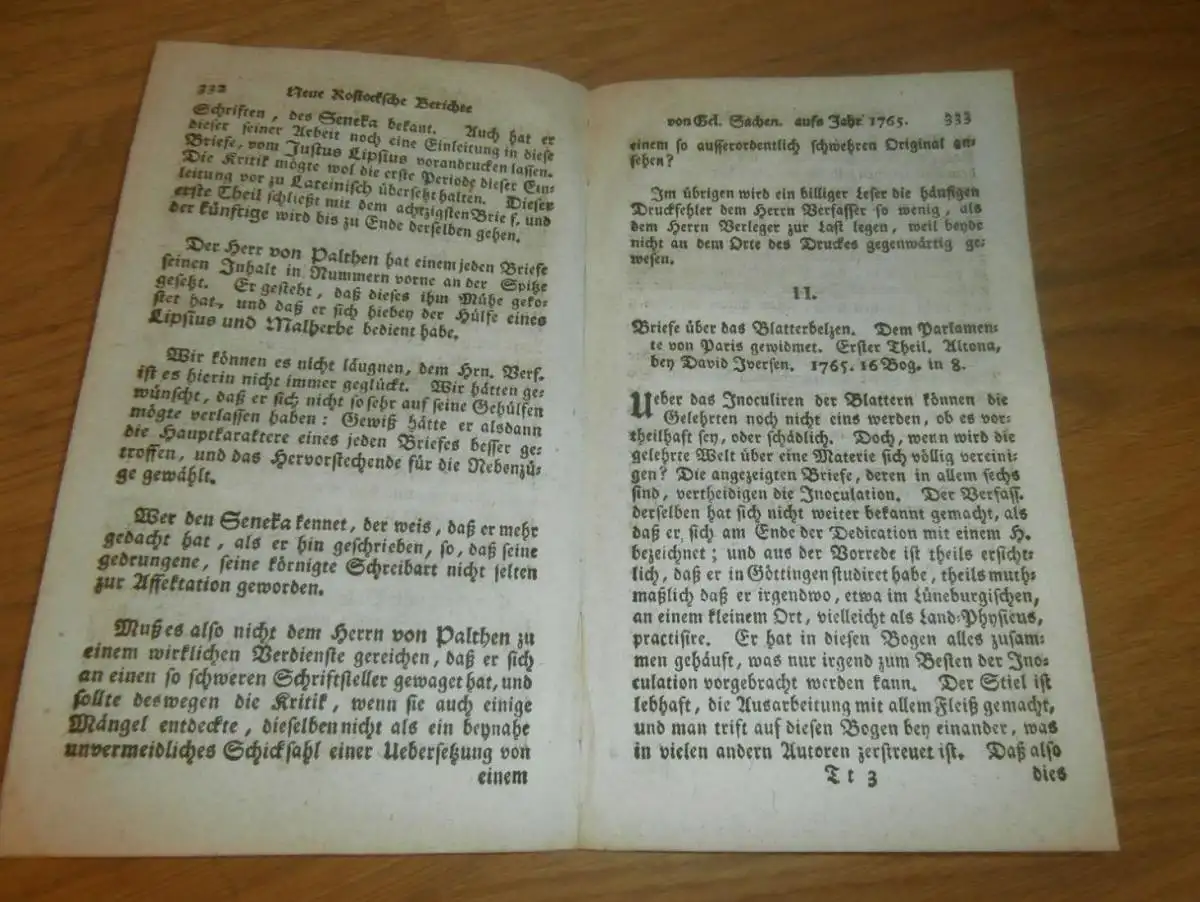 332 Neue Rostocksche Berichte
Schriften, des Seneka bekant. Auch hat er
dieser seiner Arbeit noch eine Einleitung in diese
Briefe, vom Justus Lipsius vorandrucken lassen.
Die Kritik mögte wol die erste Periode dieser Ein-
leitung vor zu Lateinisch übersetzt halten. Dieser
erste Theil schließt mit dem achtzigsten Brief, und
der künftige wird bis zu Ende derselben gehen.
Der Herr von Palthen hat einem jeden Briefe
seinen Inhalt in Nummern vorne an der Spitze
gesetzt. Er gesteht, daß dieses ihm Mühe geko-
stet hat, und daß er sich hiebey der Hülfe eines
Lipsius und Malherbe bedient habe.
Wir können es nicht läugnen, dem Hrn. Verf.
ist es hierin nicht immer geglückt. Wir hätten ge-
wünscht, daß er sich nicht so sehr auf seine Gehülfen
mögte verlassen haben: Gewiß hätte er alsdann
die Hauptkaraktere eines jeden Briefes besser ge-
troffen, und das Hervorstechende für die Nebenzü-
ge gewählt.
Wer den Seneka kennet, der weis, daß er mehr
gedacht hat, als er hin geschrieben, so, daß seine
gedrungene, seine körnigte Schreibart nicht selten
zur Affektation geworden.
Muß es also nicht dem Herrn von Palthen zu
einem wirklichen Verdienste gereichen, daß er sich
an einen so schweren Schriftsteller gewaget hat, und
sollte deswegen die Kritik, wenn sie auch einige
Mängel entdeckte, dieselben nicht als ein beynahe
unvermeidliches Schicksahl einer Uebersetzung von
einem
von Gel. Sachen. aufs Jahr 1765. 333
einem so ausserordentlich schwehren Original an-
sehen?
Im übrigen wird ein billiger Leser die häufigen
Druckfehler dem Herrn Verfasser so wenig, als
dem Herrn Verleger zur Last legen, weil beyde
nicht an dem Orte des Druckes gegenwärtig ge-
wesen.
II.
Briefe über das Blatterbelzen. Dem Parlamen-
te von Paris gewidmet. Erster Theil. Altona,
bey David Iversen. 1765. 16 Bog. in 8.
Ueber das Inoculiren der Blattern können die
Gelehrten noch nicht eins werden, ob es vor-
theilhaft sey, oder schädlich. Doch, wenn wird die
gelehrte Welt über eine Materie sich völlig vereini-
gen? Die angezeigten Briefe, deren in allem sechs
sind, vertheidigen die Inoculation. Der Verfass.
derselben hat sich nicht weiter bekannt gemacht, als
daß er sich am Ende der Dedication mit einem H.
bezeichnet; und aus der Vorrede ist theils ersicht-
lich, daß er in Göttingen studiret habe, theils muth-
maßlich daß er irgendwo, etwa im Lüneburgischen,
an einem kleinem Ort, vielleicht als Land-Physicus,
practisire. Er hat in diesen Bogen alles zusam-
men gehäuft, was nur irgend zum Besten der Ino-
culation vorgebracht werden kann. Der Stiel ist
lebhaft, die Ausarbeitung mit allem Fleiß gemacht,
und man trift auf diesen Bogen bey einander, was
in vielen andern Autoren zerstreuet ist. Daß also
Tt 3 dies